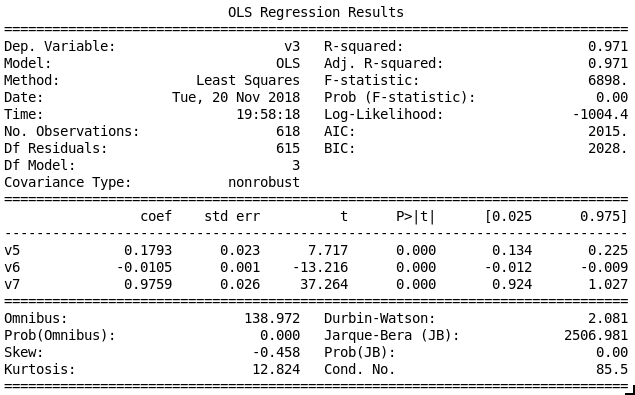 OLS Regression Results
==============================================================================
Dep. Variable:                     v3   R-squared:                       0.971
Model:                            OLS   Adj. R-squared:                  0.971
Method:                 Least Squares   F-statistic:                     6898.
Date:                Tue, 20 Nov 2018   Prob (F-statistic):               0.00
Time:                        19:58:18   Log-Likelihood:                -1004.4
No. Observations:                 618   AIC:                             2015.
Df Residuals:                     615   BIC:                             2028.
Df Model:                           3
Covariance Type:            nonrobust
==============================================================================
                 coef    std err          t      P>|t|      [0.025      0.975]
------------------------------------------------------------------------------
v5             0.1793      0.023      7.717      0.000       0.134       0.225
v6            -0.0105      0.001    -13.216      0.000      -0.012      -0.009
v7             0.9759      0.026     37.264      0.000       0.924       1.027
==============================================================================
Omnibus:                      138.972   Durbin-Watson:                   2.081
Prob(Omnibus):                  0.000   Jarque-Bera (JB):             2506.981
Skew:                          -0.458   Prob(JB):                         0.00
Kurtosis:                      12.824   Cond. No.                         85.5
==============================================================================